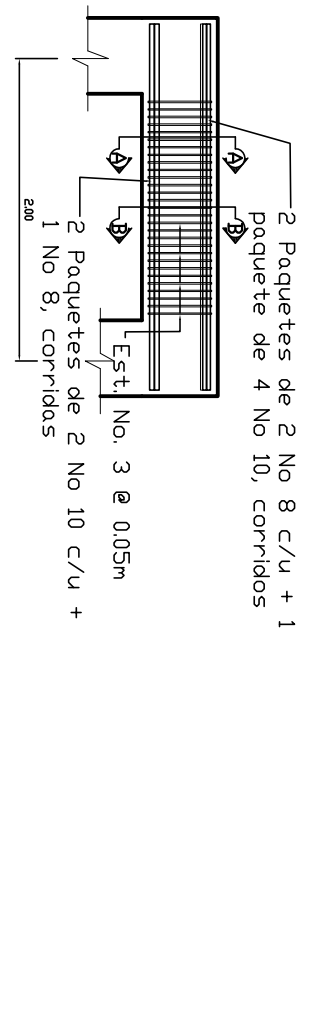 2 Paquetes de 2 No 8 c/u + 1
paquete de 4 No 10, corridos
A
B
A
B
Est. No. 3 @ 0.05m
2 Paquetes de 2 No 10 c/u +
1 No 8, corridas
2.00